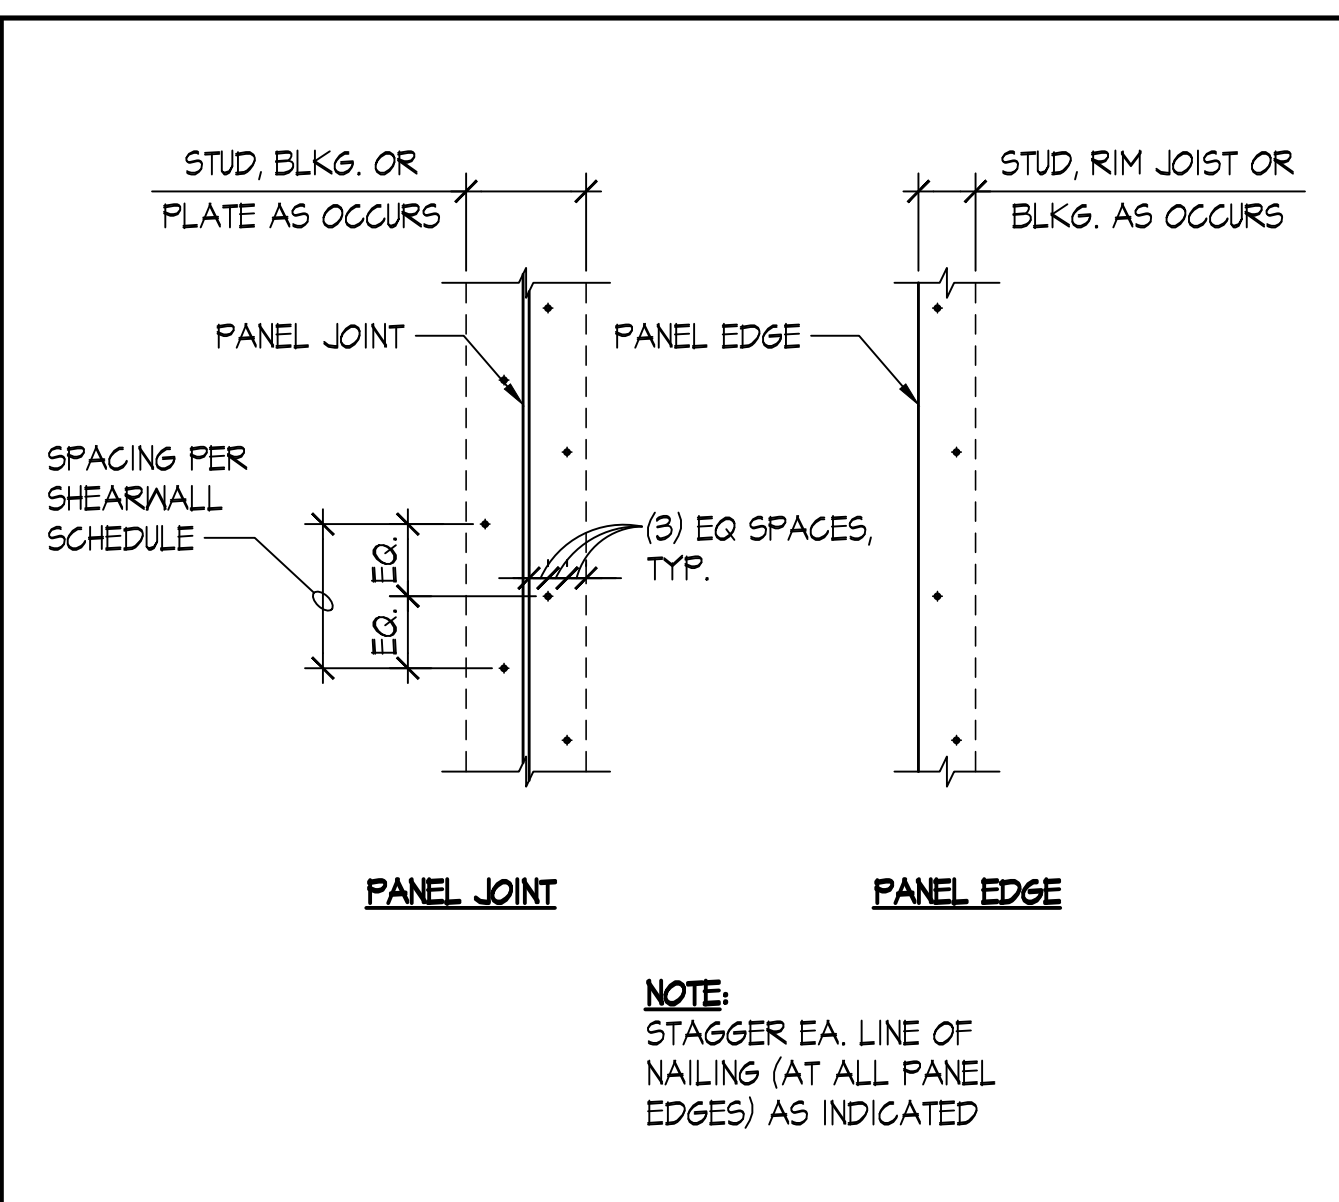 STUD, BLKG. OR
PLATE AS OCCURS
STUD, RIM JOIST OR
BLKG. AS OCCURS
PANEL JOINT
PANEL EDGE
SPACING PER
SHEARWALL
SCHEDULE
EQ.
EQ.
(3) EQ SPACES,
TYP.
PANEL JOINT
PANEL EDGE
NOTE:
STAGGER EA. LINE OF
NAILING (AT ALL PANEL
EDGES) AS INDICATED